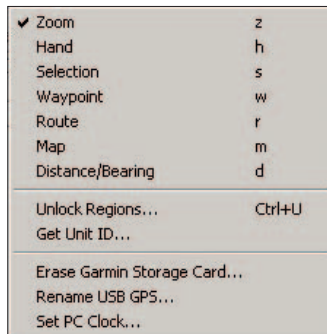 Zoom z
Hand h
Selection s
Waypoint w
Route r
Map m
Distance/Bearing d
Unlock Regions... Ctrl+U
Get Unit ID...
Erase Garmin Storage Card...
Rename USB GPS...
Set PC Clock...